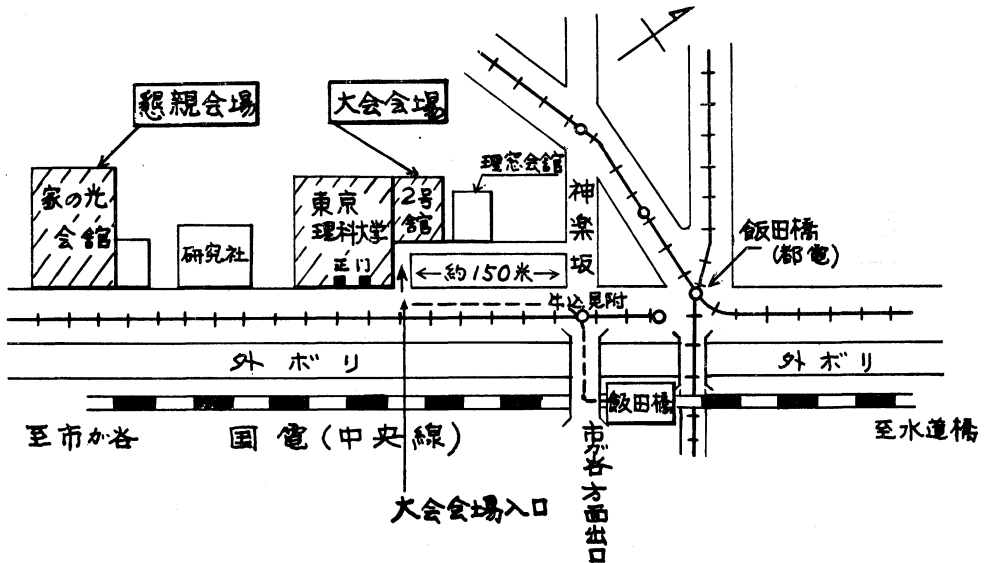 懇親会場
大会会場
理窓会館
家の光
会館
研究社
東京
理科大学
正门
2号
館
神楽坂
飯田橋
(都電)
約150米
牛込見附
外ボリ
外ボリ
飯田橋
至市が谷
国電(中央線)
至水道橋
大会会場入口
市が谷方面出口